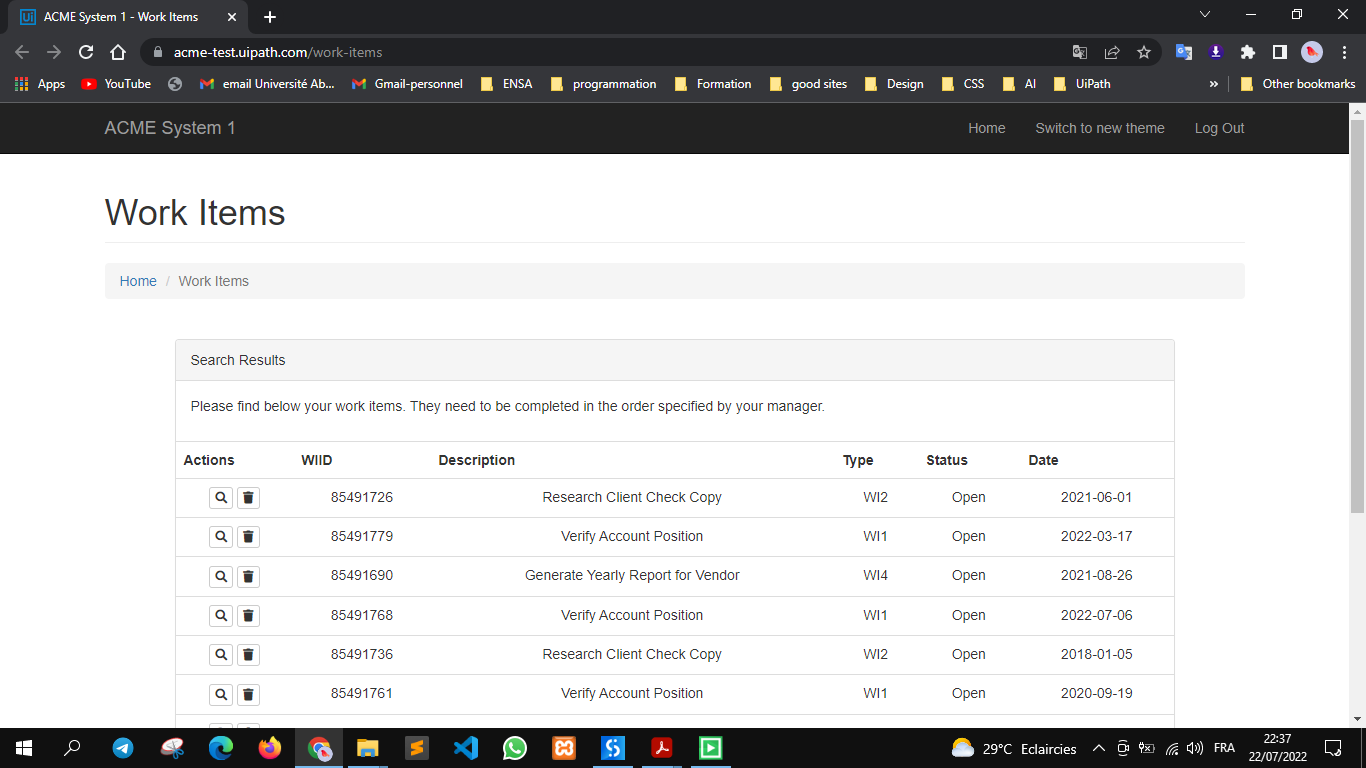 ACME System 1 - Work Items
acme-test.uipath.com/work-items
Apps YouTube email Université Ab... Gmail-personnel ENSA programmation Formation good sites Design CSS AI UiPath » Other bookmarks
ACME System 1 Home Switch to new theme Log Out
Work Items
Home / Work Items
Search Results
Please find below your work items. They need to be completed in the order specified by your manager.
Actions WIID Description Type Status Date
85491726 Research Client Check Copy WI2 Open 2021-06-01
85491779 Verify Account Position WI1 Open 2022-03-17
85491690 Generate Yearly Report for Vendor WI4 Open 2021-08-26
85491768 Verify Account Position WI1 Open 2022-07-06
85491736 Research Client Check Copy WI2 Open 2018-01-05
85491761 Verify Account Position WI1 Open 2020-09-19
29°C Eclaircies FRA 22:37
22/07/2022